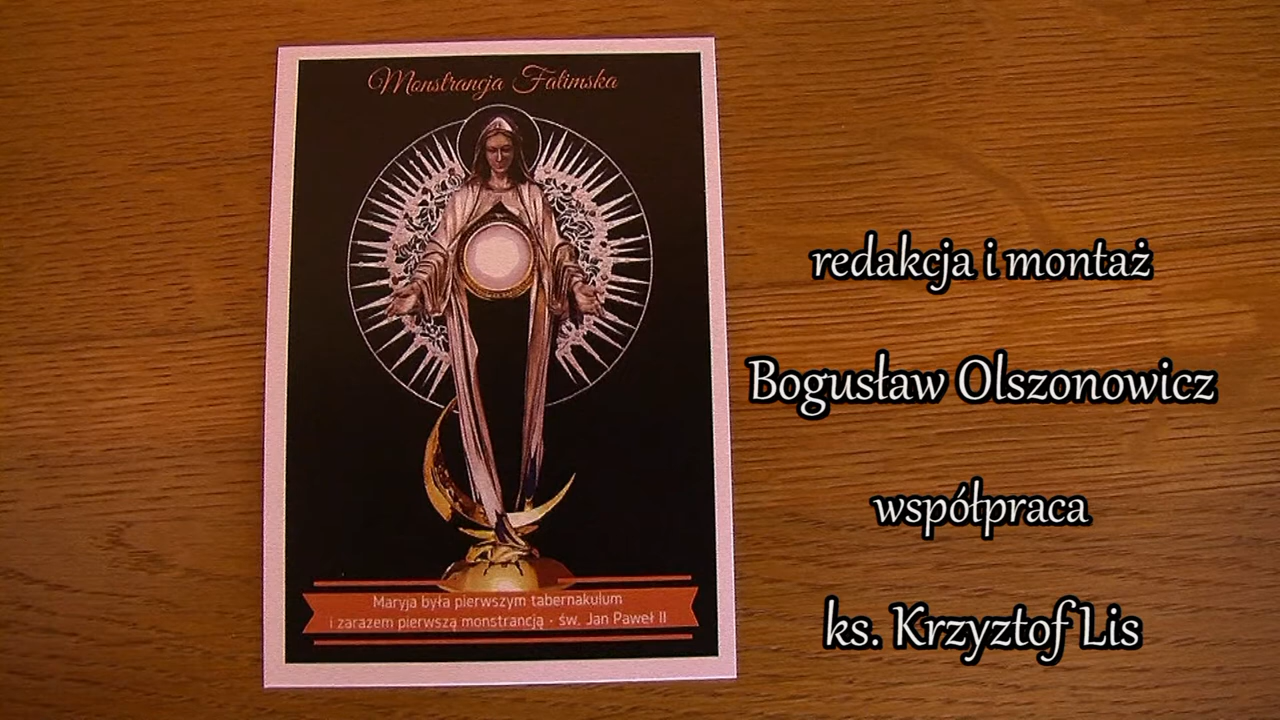 Monstrancja Fatimska
Maryja była pierwszym tabernakulum
i zarazem pierwszą monstrancją - św. Jan Paweł II
redakcja i montaż
Bogusław Olszonowicz
współpraca
ks. Krzysztof Lis